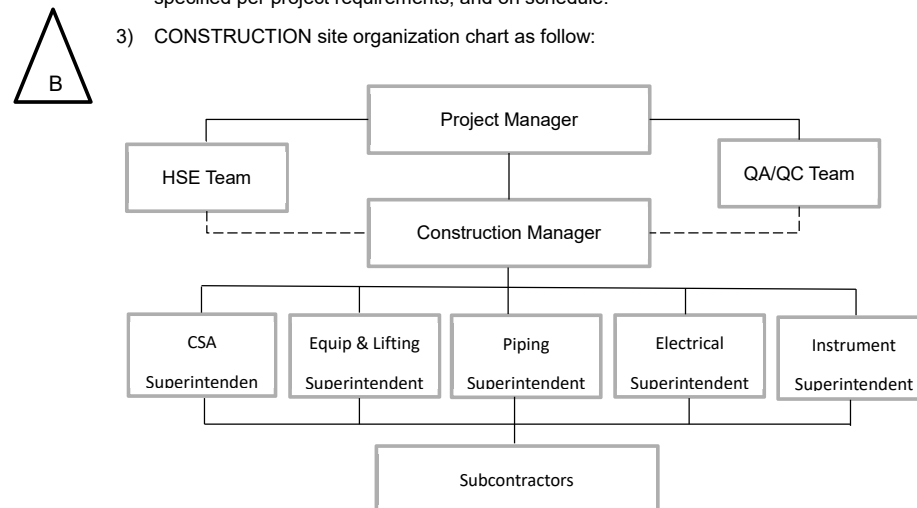 specified per project requirements, and on schedule.
3) CONSTRUCTION site organization chart as follow:
B
Project Manager
HSE Team
QA/QC Team
Construction Manager
CSA
Superintenden
Equip & Lifting
Superintendent
Piping
Superintendent
Electrical
Superintendent
Instrument
Superintendent
Subcontractors